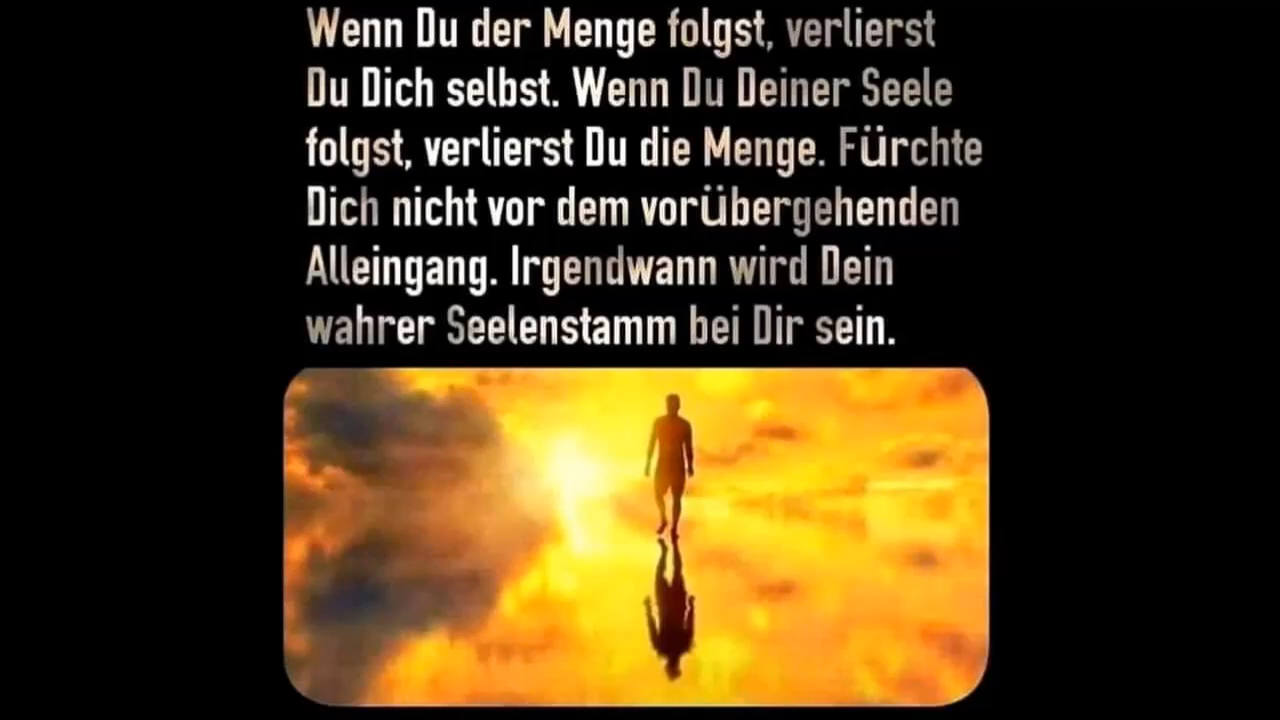 Wenn Du der Menge folgst, verlierst
Du Dich selbst. Wenn Du Deiner Seele
folgst, verlierst Du die Menge. Fürchte
Dich nicht vor dem vorübergehenden
Alleingang. Irgendwann wird Dein
wahrer Seelenstamm bei Dir sein.